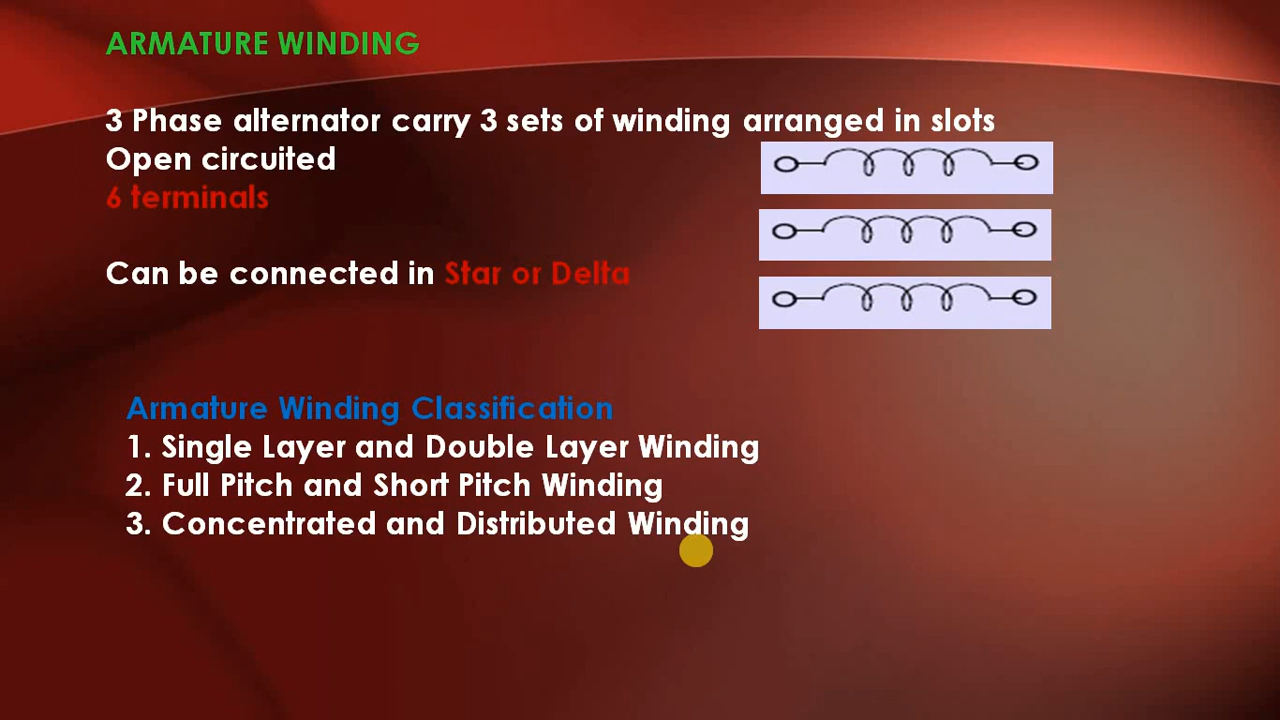 ARMATURE WINDING
3 Phase alternator carry 3 sets of winding arranged in slots
Open circuited
6 terminals
Can be connected in Star or Delta
Armature Winding Classification
1. Single Layer and Double Layer Winding
2. Full Pitch and Short Pitch Winding
3. Concentrated and Distributed Winding